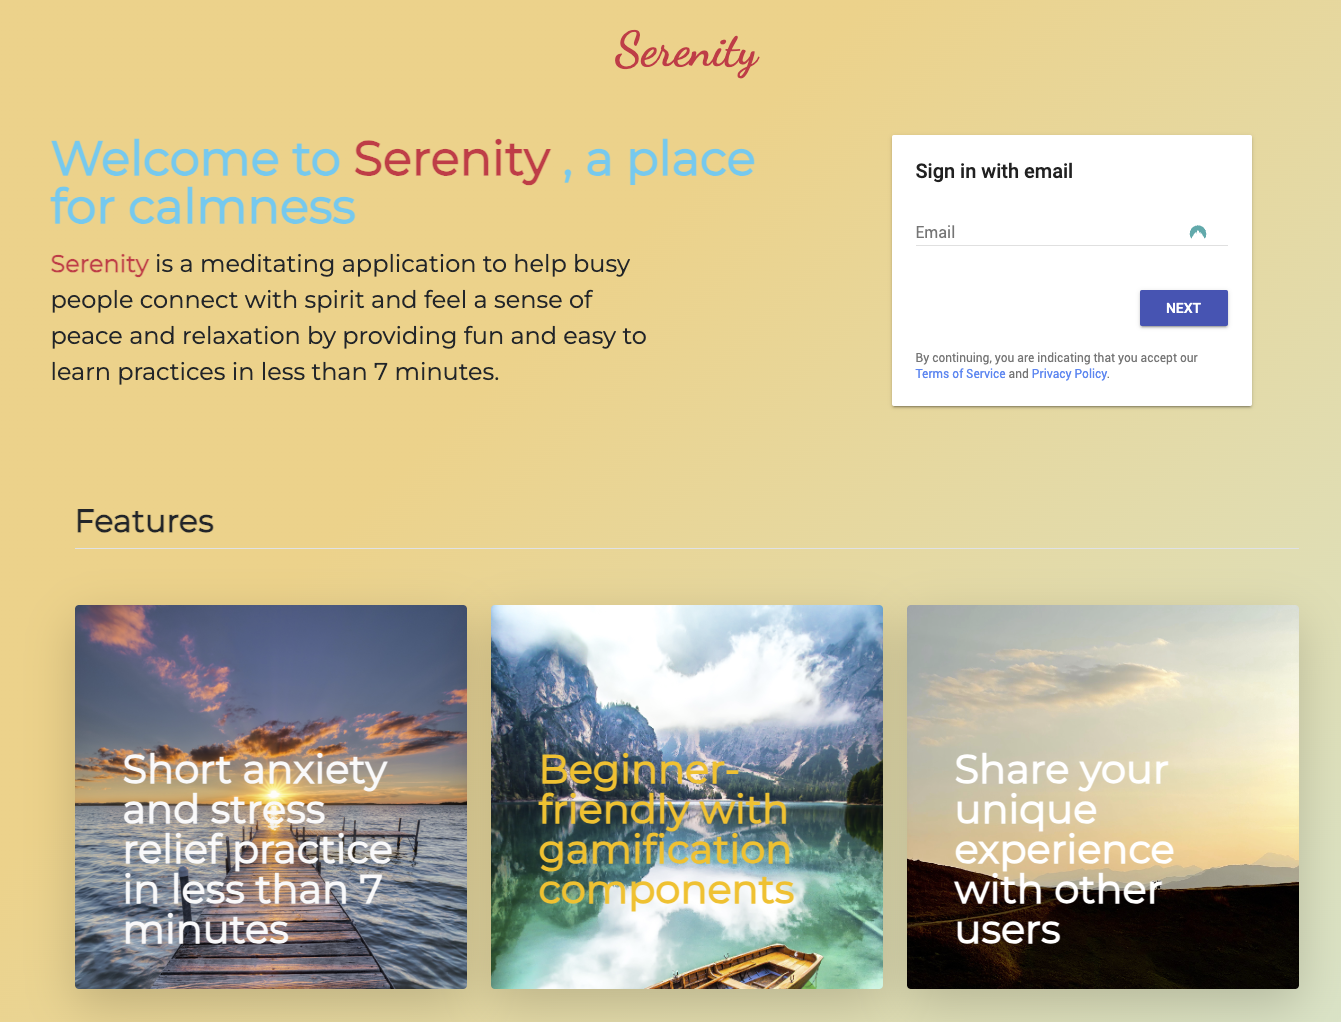 Serenity
Welcome to Serenity , a place
for calmness
Serenity is a meditating application to help busy
people connect with spirit and feel a sense of
peace and relaxation by providing fun and easy to
learn practices in less than 7 minutes.
Sign in with email
Email
NEXT
By continuing, you are indicating that you accept our
Terms of Service and Privacy Policy.
Features
Short anxiety
and stress
relief practice
in less than 7
minutes
Beginner-
friendly with
gamification
components
Share your
unique
experience
with other
users